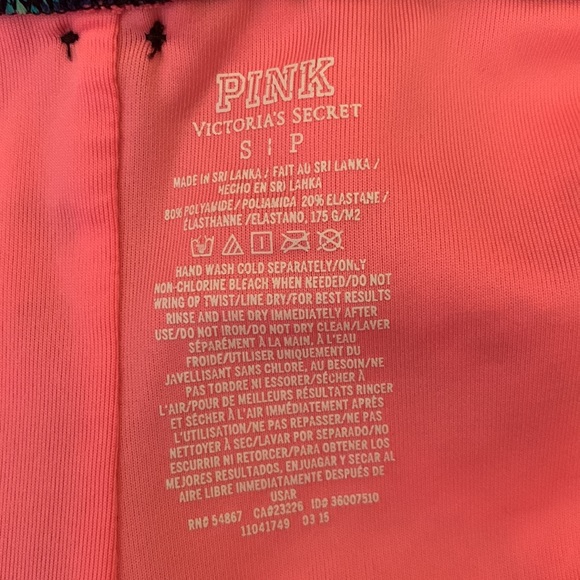 PINK
VICTORIA'S SECRET
S | P
MADE IN SRI LANKA / FAIT AU SRI LANKA /
HECHO EN SRI LANKA
80% POLYAMIDE / POLIAMIDA 20% ELASTANE /
ÉLASTHANNE / ELASTANO, 175 G/M2
HAND WASH COLD SEPARATELY/ONLY
NON-CHLORINE BLEACH WHEN NEEDED/DO NOT
WRING OR TWIST/LINE DRY/FOR BEST RESULTS
RINSE AND LINE DRY IMMEDIATELY AFTER
USE/DO NOT IRON/DO NOT DRY CLEAN/LAVER
SÉPARÉMENT À LA MAIN, À L'EAU
FROIDE/UTILISER UNIQUEMENT DU
JAVELLISANT SANS CHLORE, AU BESOIN/NE
PAS TORDRE NI ESSORER/SÉCHER À
L'AIR/POUR DE MEILLEURS RÉSULTATS RINCER
ET SÉCHER À L'AIR IMMÉDIATEMENT APRÈS
L'UTILISATION/NE PAS REPASSER/NE PAS
NETTOYER À SEC/LAVAR POR SEPARADO/NO
ESCURRIR NI RETORCER/PARA OBTENER LOS
MEJORES RESULTADOS, ENJUAGAR Y SECAR AL
AIRE LIBRE INMEDIATAMENTE DESPUÉS DE
USAR
RN# 54867 CA#23226 ID# 36007510
11041749 03 15